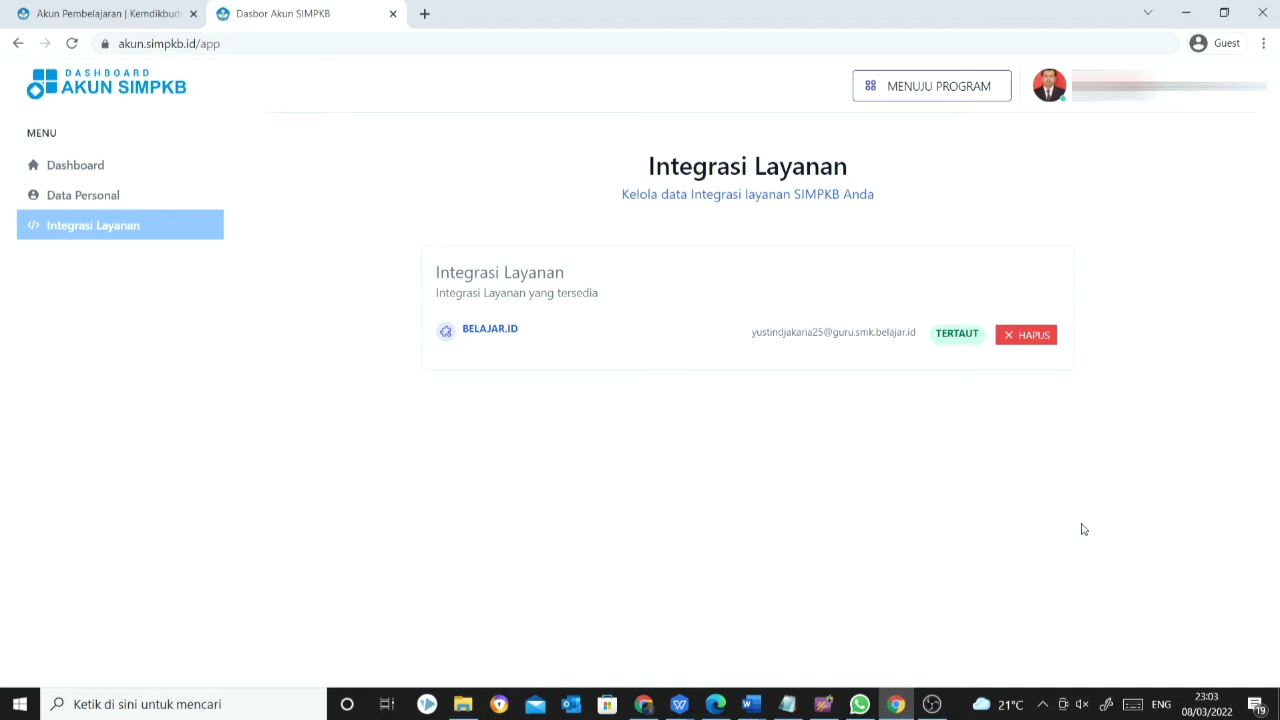 Akun Pembelajaran | Kemdikbud
Dasbor Akun SIMPKB
akun.simpkb.id/app
Guest
DASHBOARD
AKUN SIMPKB
MENUJU PROGRAM
MENU
Dashboard
Data Personal
Integrasi Layanan
Integrasi Layanan
Kelola data Integrasi layanan SIMPKB Anda
Integrasi Layanan
Integrasi Layanan yang tersedia
BELAJAR.ID
yustindjakaria25@guru.smk.belajar.id
TERTAUT
HAPUS
Ketik di sini untuk mencari
21°C
ENG
23:03
08/03/2022
19